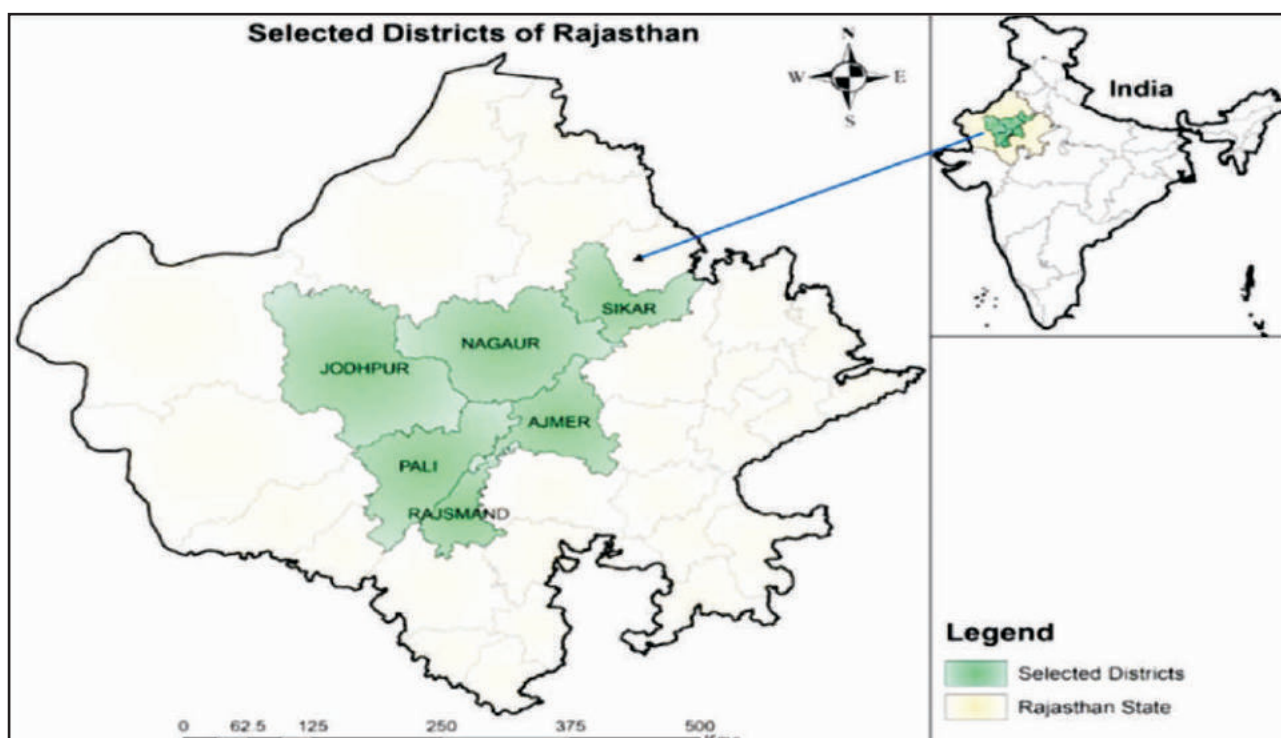 Selected Districts of Rajasthan
N
W E
S
India
SIKAR
NAGAUR
JODHPUR
AJMER
PALI
RAJSMAND
Legend
Selected Districts
Rajasthan State
0 62.5 125 250 375 500